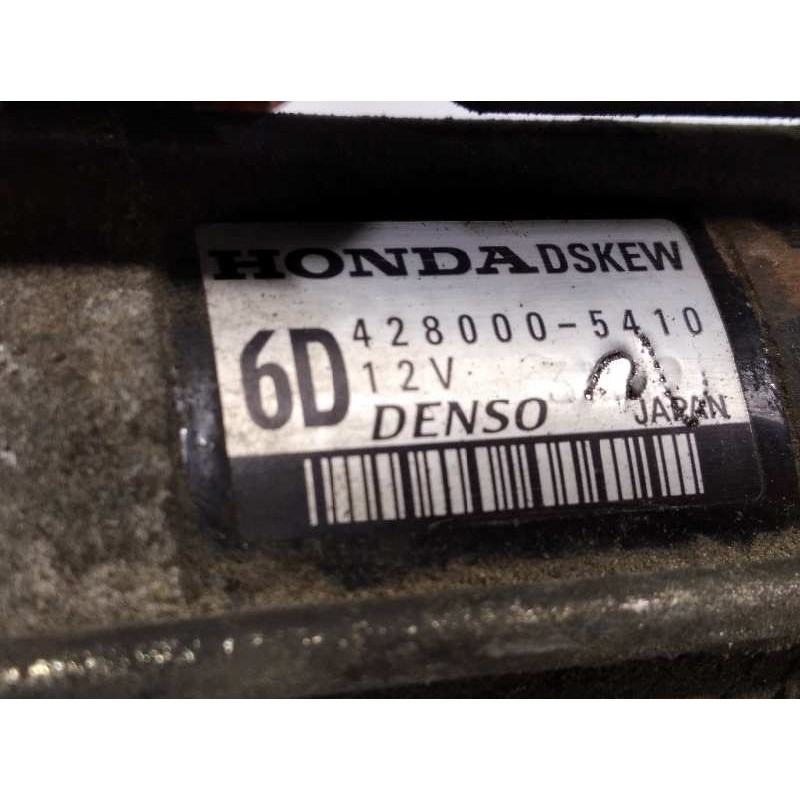 HONDA DSKEW
6D 428000-5410
12V
DENSO JAPAN